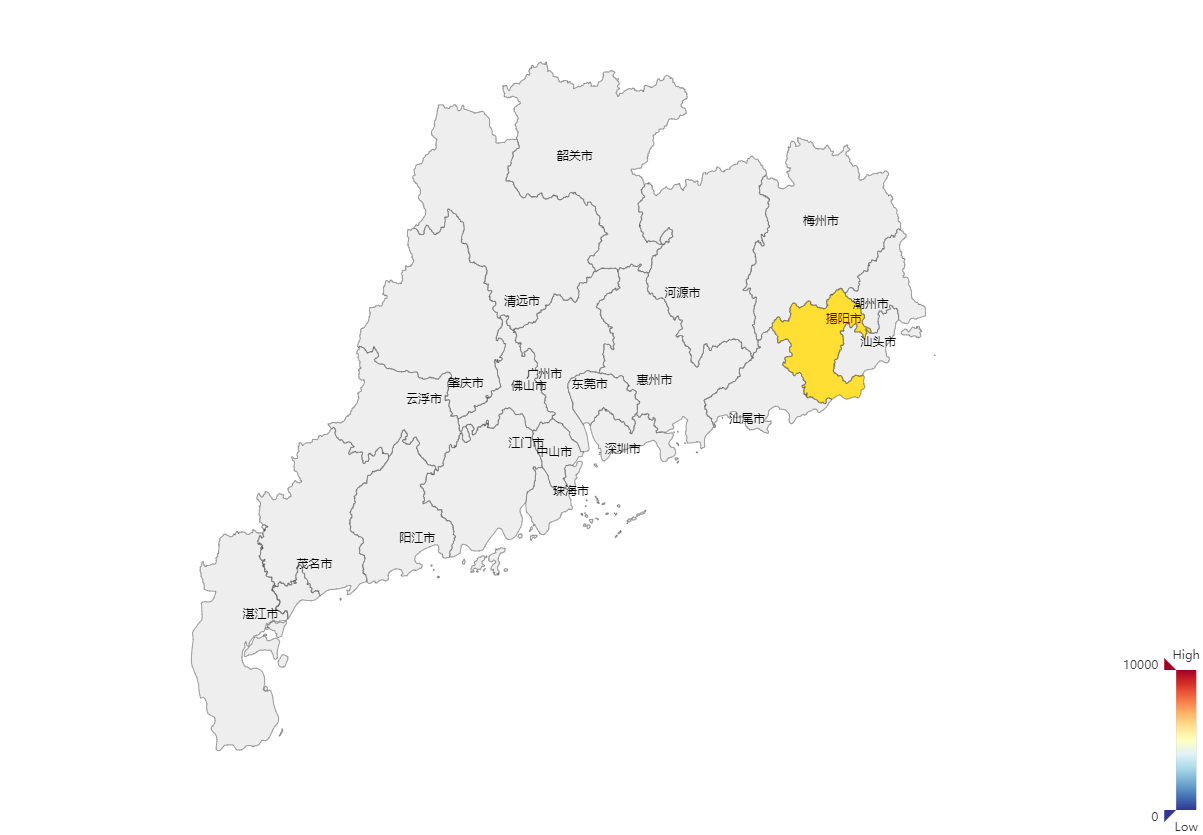 韶关市
梅州市
河源市
清远市
潮州市
揭阳市
汕头市
广州市
肇庆市
佛山市
东莞市
惠州市
云浮市
汕尾市
江门市
中山市
深圳市
珠海市
阳江市
茂名市
湛江市
High
10000
0
Low